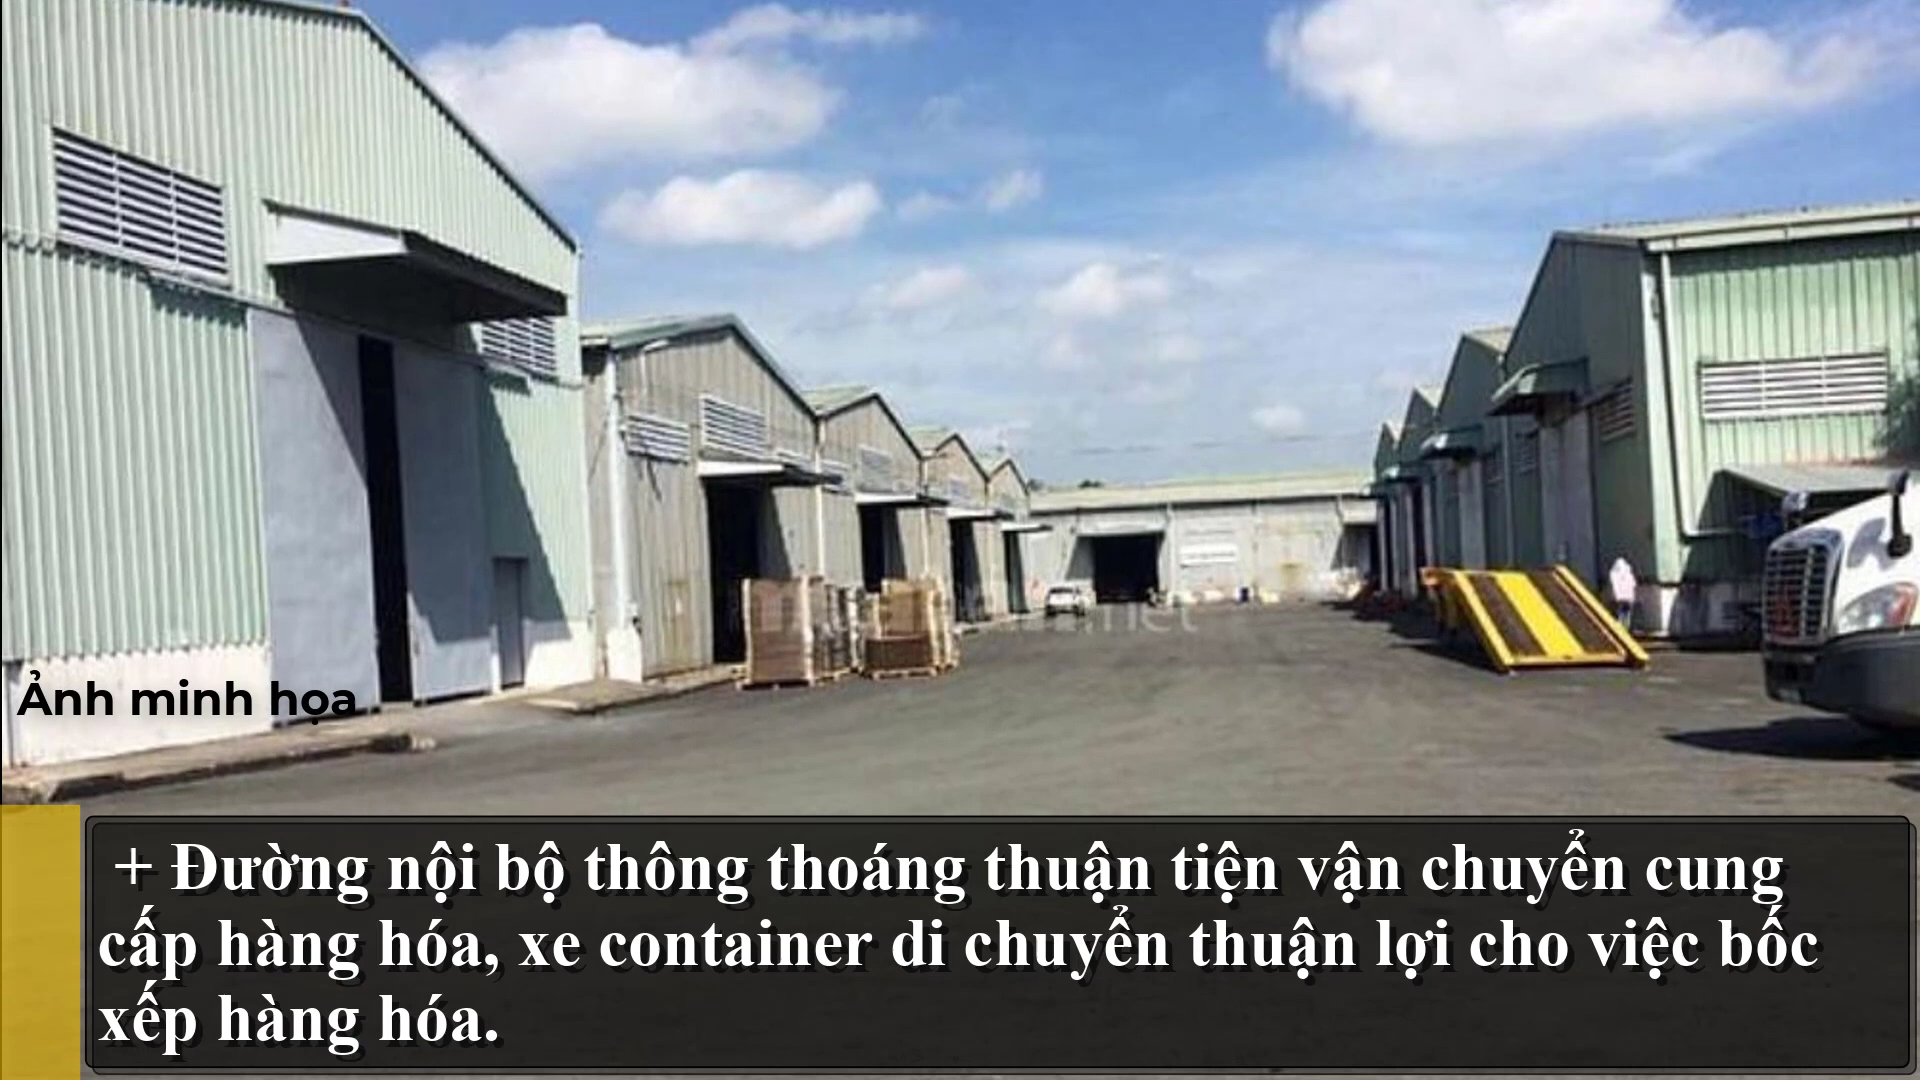 Ảnh minh họa
+ Đường nội bộ thông thoáng thuận tiện vận chuyển cung
cấp hàng hóa, xe container di chuyển thuận lợi cho việc bốc
xếp hàng hóa.